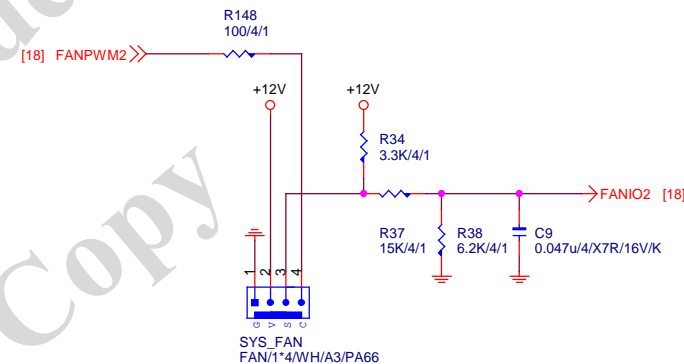 R148
100/4/1
[18] FANPWM2
+12V
+12V
R34
3.3K/4/1
FANIO2 [18]
R37
15K/4/1
R38
6.2K/4/1
C9
0.047u/4/X7R/16V/K
1
2
3
4
G
V
S
C
SYS_FAN
FAN/1*4/WH/A3/PA66
Copy